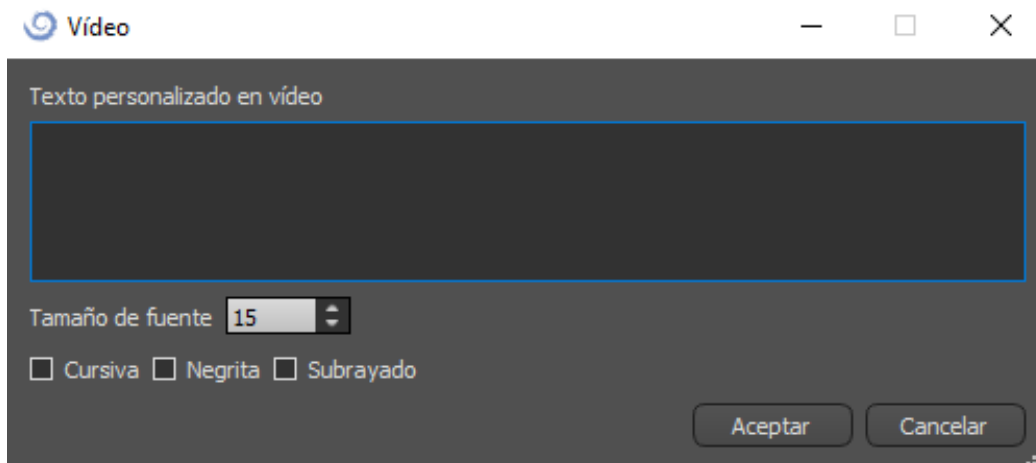 Vídeo
Texto personalizado en vídeo
Tamaño de fuente 15
Cursiva Negrita Subrayado
Aceptar Cancelar